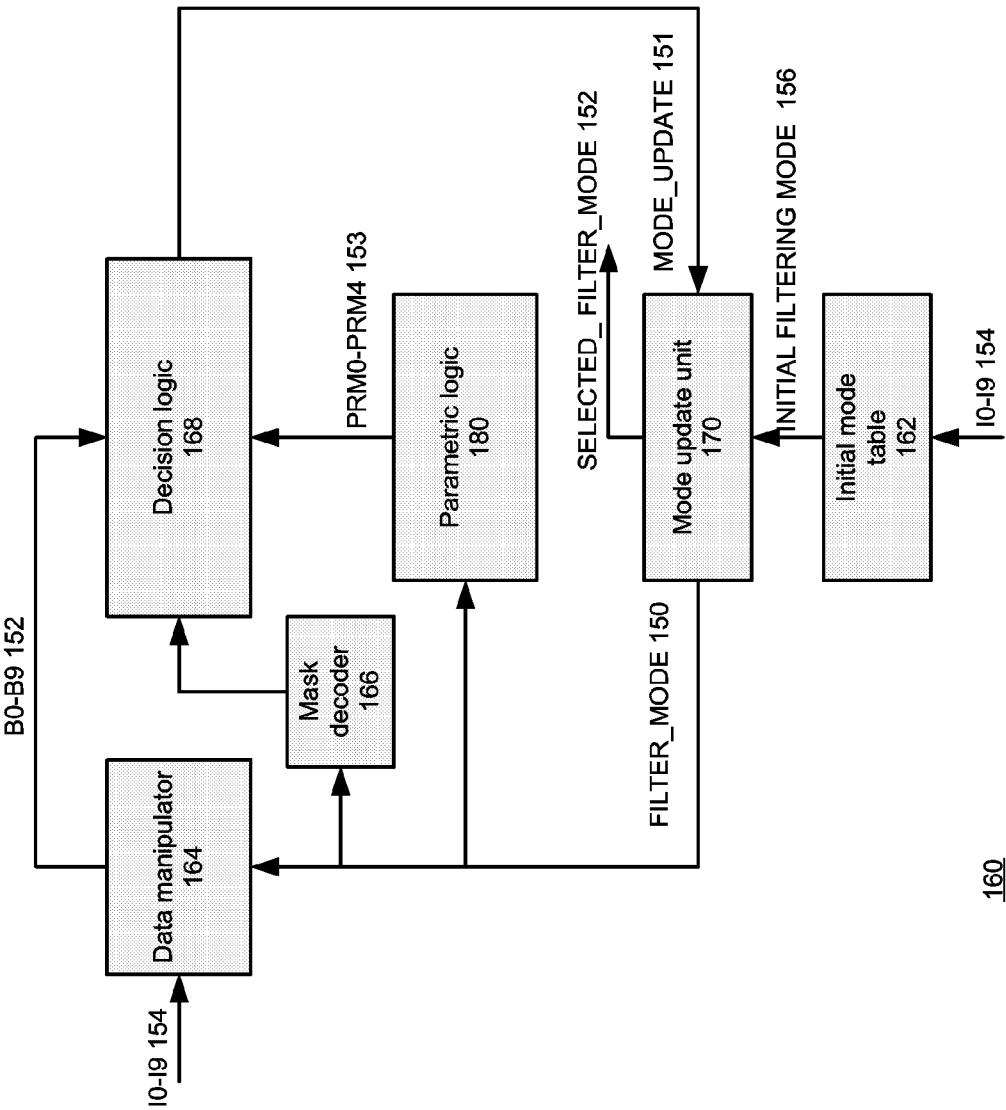 I0-I9 154
Data manipulator
164
B0-B9 152
Mask
decoder
166
Decision logic
168
PRM0-PRM4 153
Parametric logic
180
FILTER_MODE 150
SELECTED_ FILTER_MODE 152
MODE_UPDATE 151
Mode update unit
170
INITIAL FILTERING MODE 156
Initial mode
table
162
I0-I9 154
160